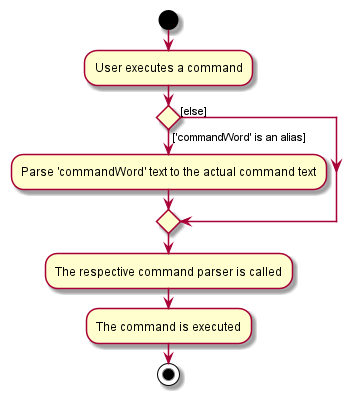 User executes a command
[else]
['commandWord' is an alias]
Parse 'commandWord' text to the actual command text
The respective command parser is called
The command is executed